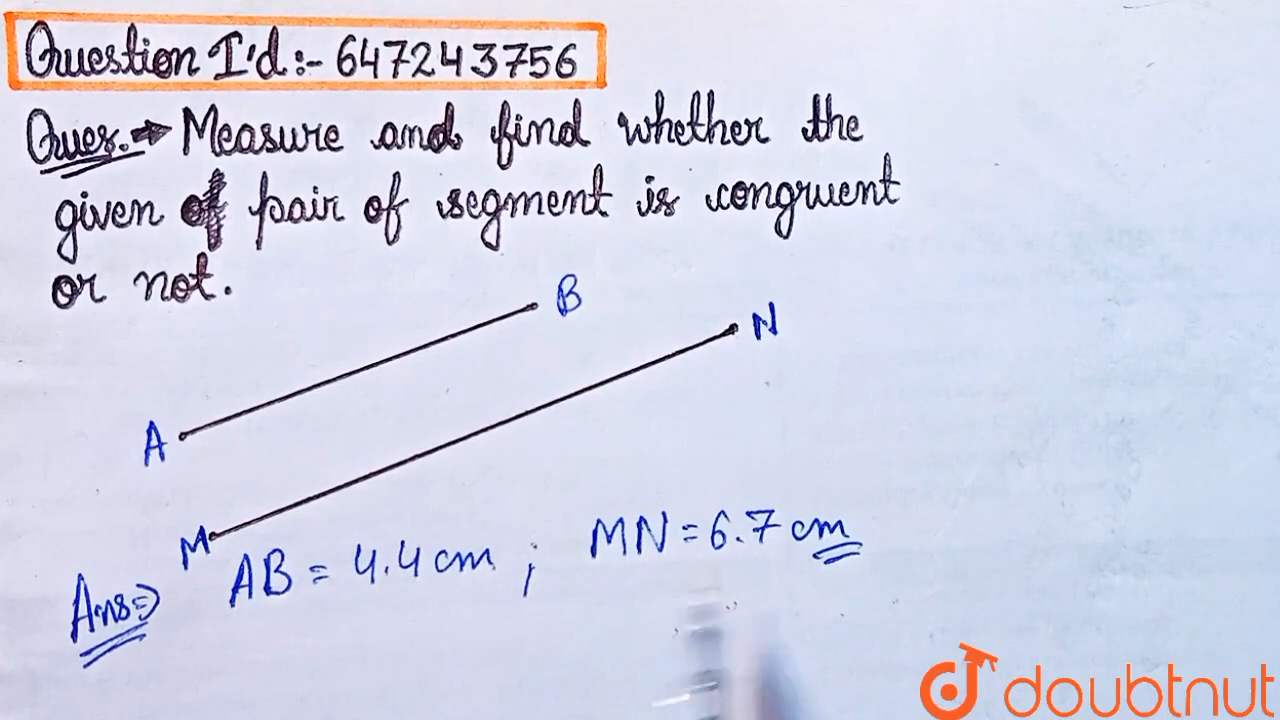 Question I'd :- 647243756
Ques. → Measure and find whether the
given pair of segment is congruent
or not.
B
N
A
M
AB = 4.4 cm ; MN = 6.7 cm
Ans ⇒
doubtnut